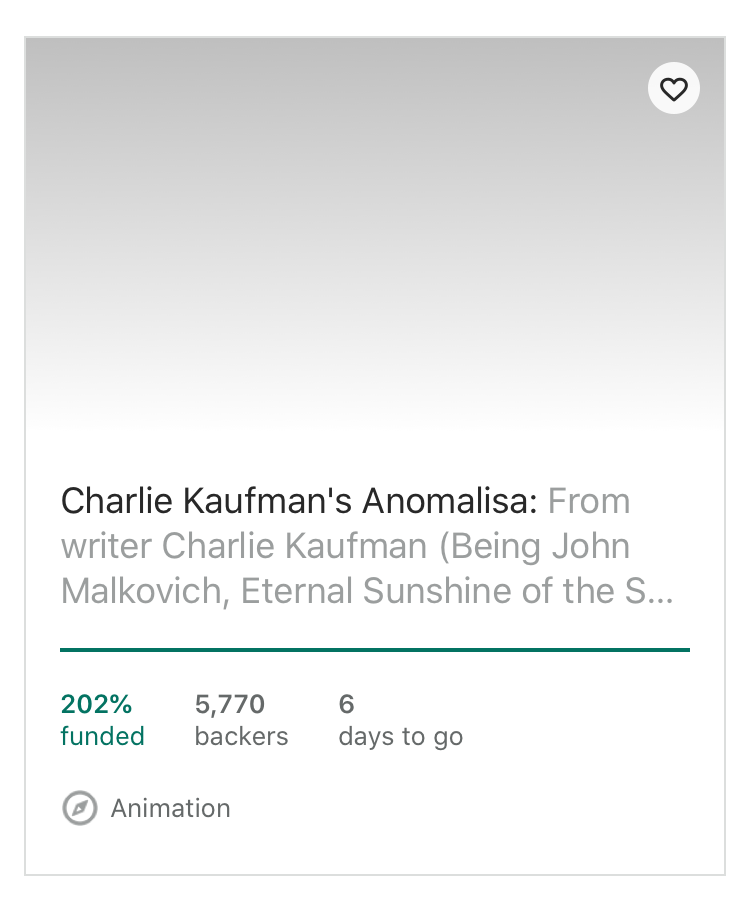 Charlie Kaufman's Anomalisa: From
writer Charlie Kaufman (Being John
Malkovich, Eternal Sunshine of the S...
202% 5,770 6
funded backers days to go
Animation